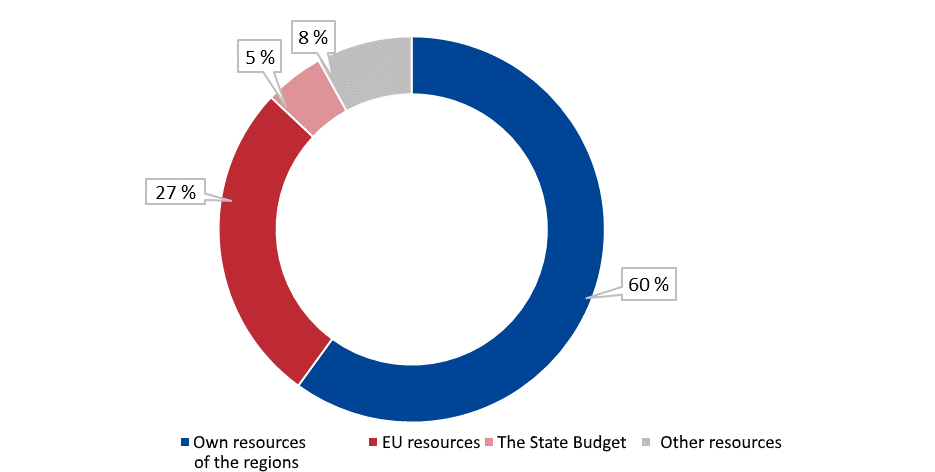 8 %
5 %
27 %
60 %
Own resources
of the regions
EU resources
The State Budget
Other resources